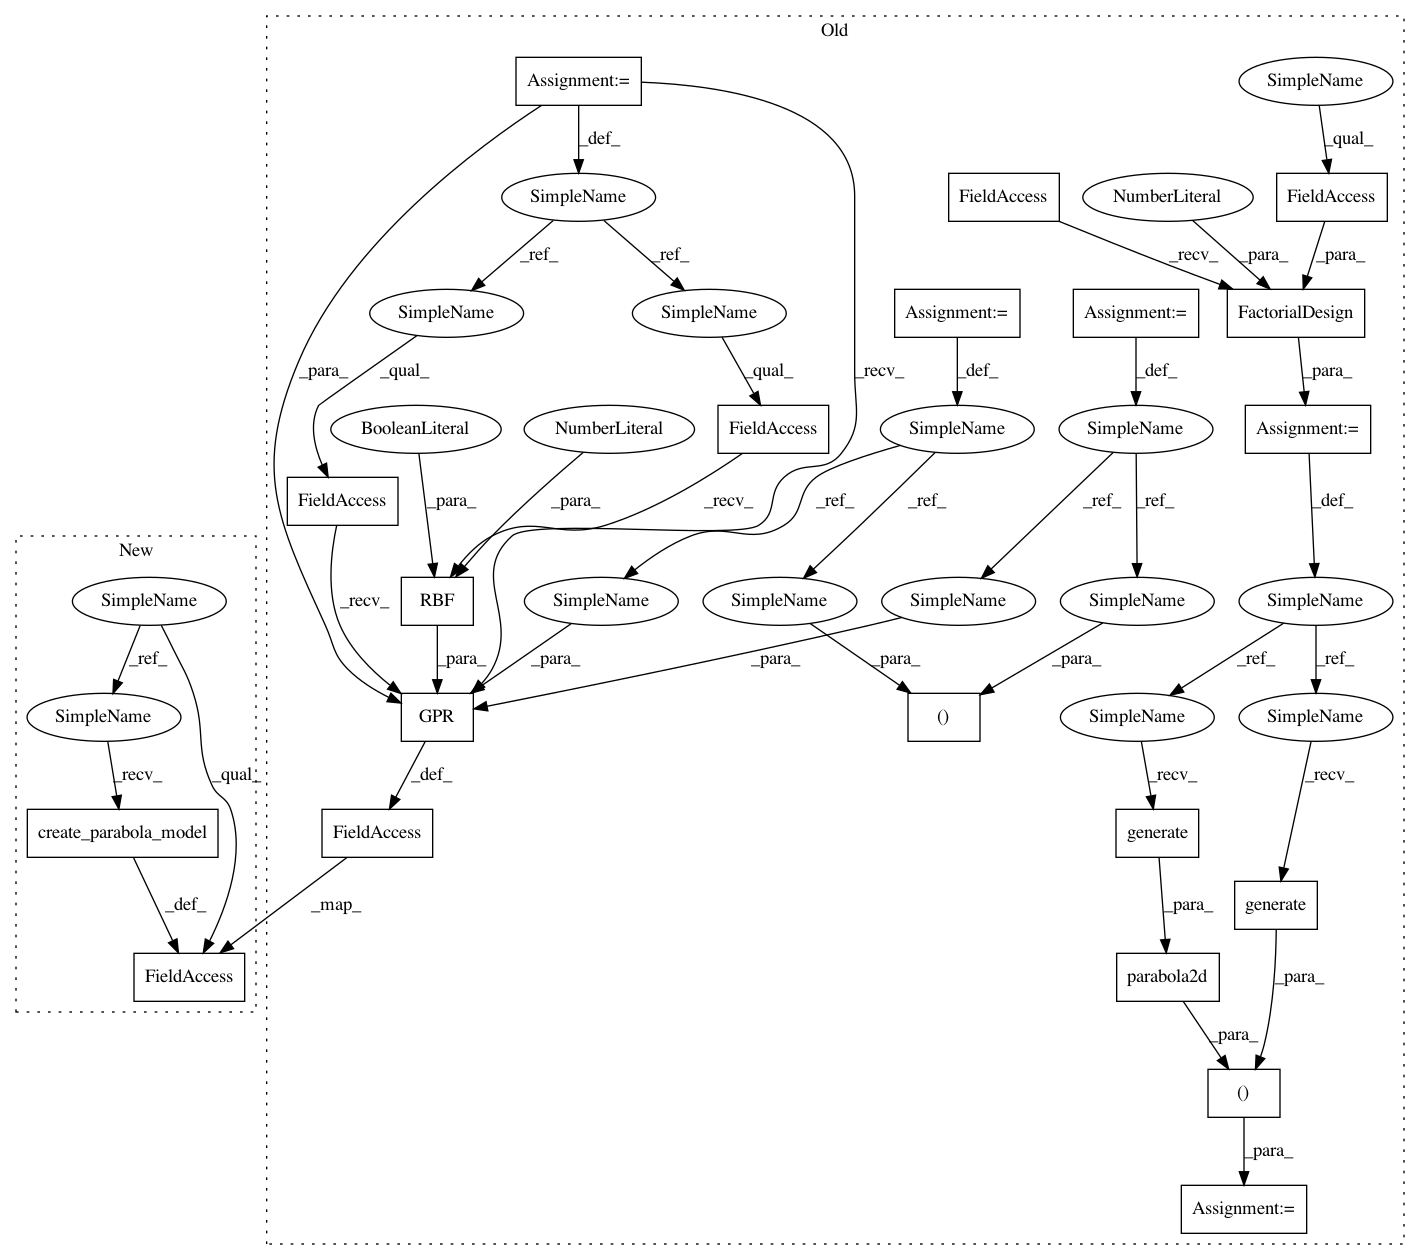 Old
Assignment:=
SimpleName
_def_
_qual_
SimpleName
FieldAccess
NumberLiteral
FieldAccess
_ref_
_ref_
_recv_
_para_
_para_
SimpleName
SimpleName
Assignment:=
Assignment:=
FactorialDesign
_para_
_qual_
_qual_
_recv_
_def_
_def_
_para_
BooleanLiteral
NumberLiteral
FieldAccess
SimpleName
SimpleName
Assignment:=
FieldAccess
_para_
_para_
_recv_
_ref_
_ref_
_ref_
_ref_
_def_
New
SimpleName
RBF
SimpleName
SimpleName
SimpleName
SimpleName
SimpleName
_recv_
_ref_
_para_
_para_
_para_
_para_
_para_
_ref_
_ref_
SimpleName
GPR
()
SimpleName
SimpleName
_recv_
_qual_
_def_
_recv_
_recv_
create_parabola_model
FieldAccess
generate
generate
_def_
_map_
_para_
_para_
FieldAccess
parabola2d
_para_
()
_para_
Assignment:=